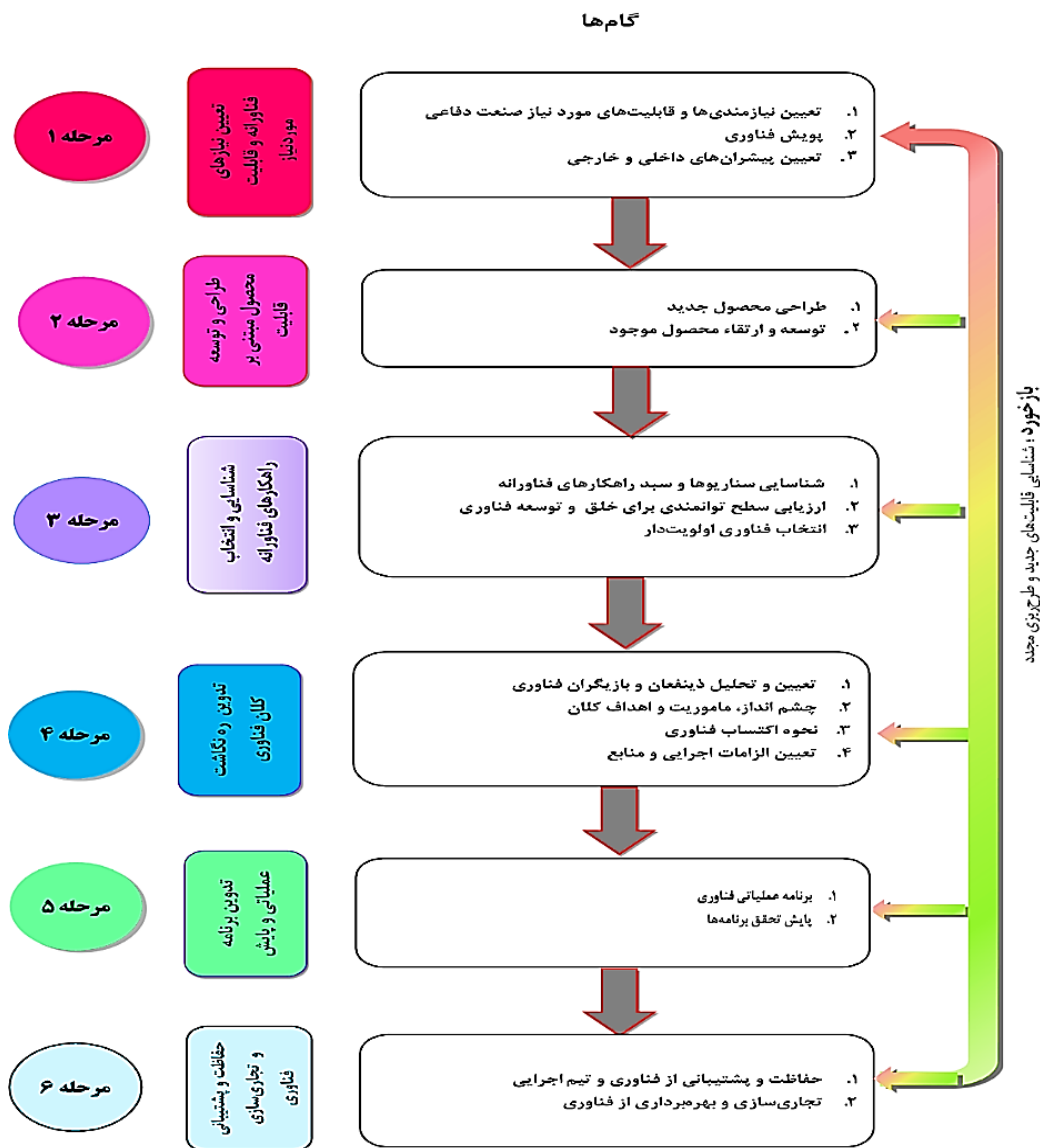 گام‌ها
مرحله ۱
تعیین نیازهای
فناورانه و قابلیت
موردنیاز
۱. تعیین نیازمندی‌ها و قابلیت‌های مورد نیاز صنعت دفاعی
۲. پویش فناوری
۳. تعیین پیشران‌های داخلی و خارجی
مرحله ۲
طراحی و توسعه
محصول مبتنی بر
قابلیت
۱. طراحی محصول جدید
۲. توسعه و ارتقاء محصول موجود
مرحله ۳
شناسایی و انتخاب
راهکارهای فناورانه
۱. شناسایی سناریوها و سبد راهکارهای فناورانه
۲. ارزیابی سطح توانمندی برای خلق و توسعه فناوری
۳. انتخاب فناوری اولویت‌دار
مرحله ۴
تدوین ره نگاشت
کلان فناوری
۱. تعیین و تحلیل ذینفعان و بازیگران فناوری
۲. چشم انداز، ماموریت و اهداف کلان
۳. نحوه اکتساب فناوری
۴. تعیین الزامات اجرایی و منابع
مرحله ۵
تدوین برنامه
عملیاتی و پایش
۱. برنامه عملیاتی فناوری
۲. پایش تحقق برنامه‌ها
مرحله ۶
حفاظت و پشتیبانی
و تجاری‌سازی
فناوری
۱. حفاظت و پشتیبانی از فناوری و تیم اجرایی
۲. تجاری‌سازی و بهره‌برداری از فناوری
بازخورد : شناسایی قابلیت‌های جدید و طرح‌ریزی مجدد